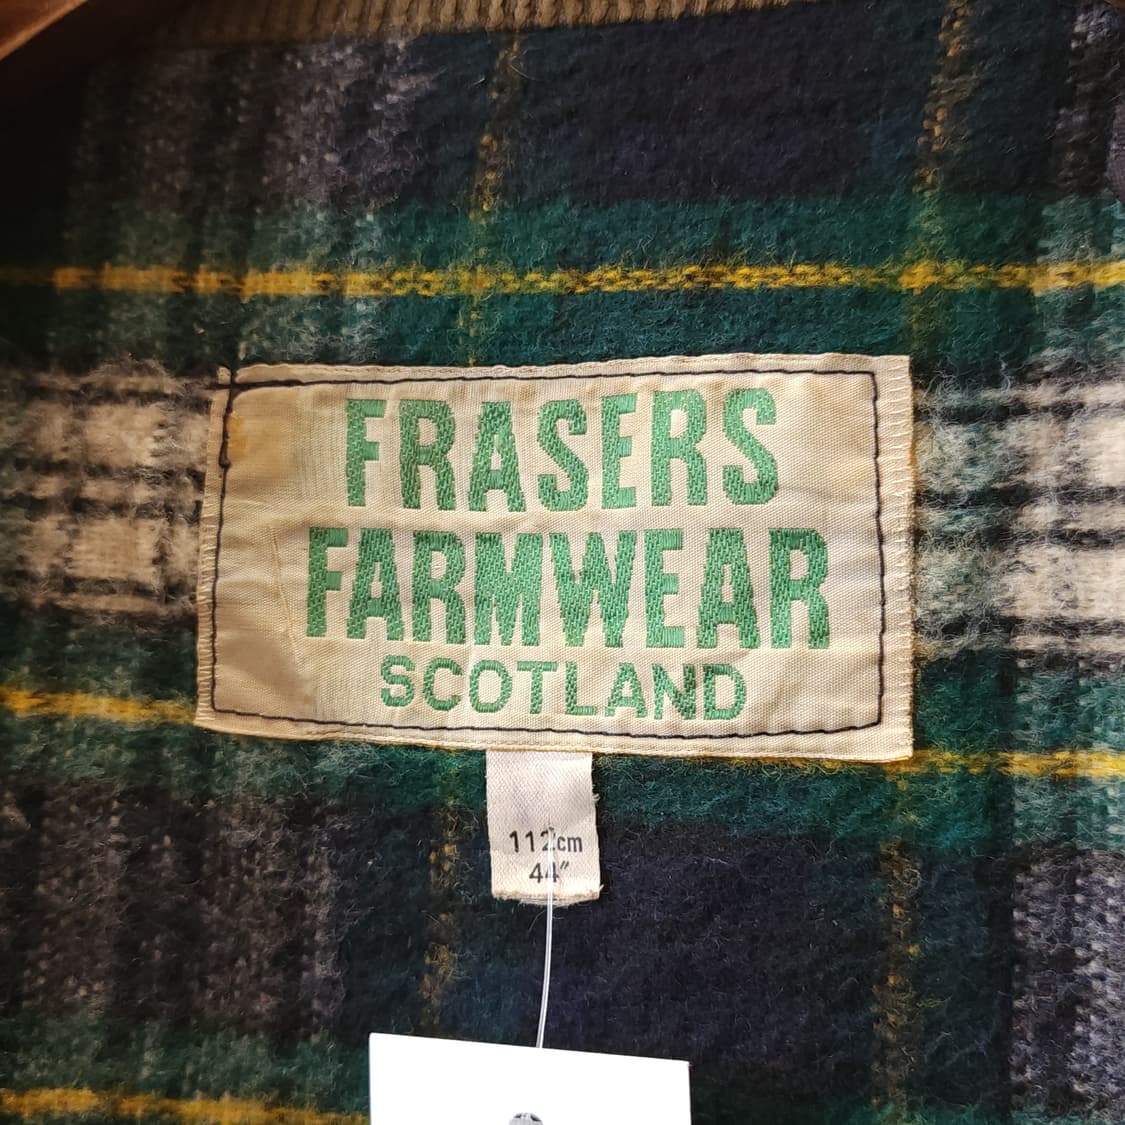 FRASERS
FARMWEAR
SCOTLAND
112cm
44"